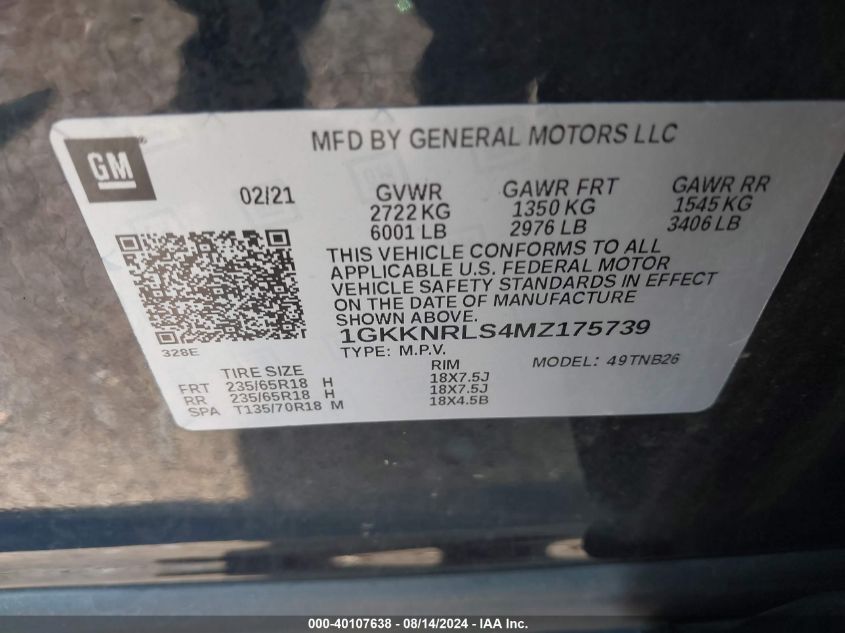 GM
MFD BY GENERAL MOTORS LLC
02/21
GVWR GAWR FRT GAWR RR
2722 KG 1350 KG 1545 KG
6001 LB 2976 LB 3406 LB
THIS VEHICLE CONFORMS TO ALL
APPLICABLE U.S. FEDERAL MOTOR
VEHICLE SAFETY STANDARDS IN EFFECT
ON THE DATE OF MANUFACTURE
SHOWN ABOVE.
1GKKNRLS4MZ175739
328E
TYPE: M.P.V.
MODEL: 49TNB26
TIRE SIZE RIM
FRT 235/65R18 H 18X7.5J
RR 235/65R18 H 18X7.5J
SPA T135/70R18 M 18X4.5B
000-40107638 - 08/14/2024 - IAA Inc.